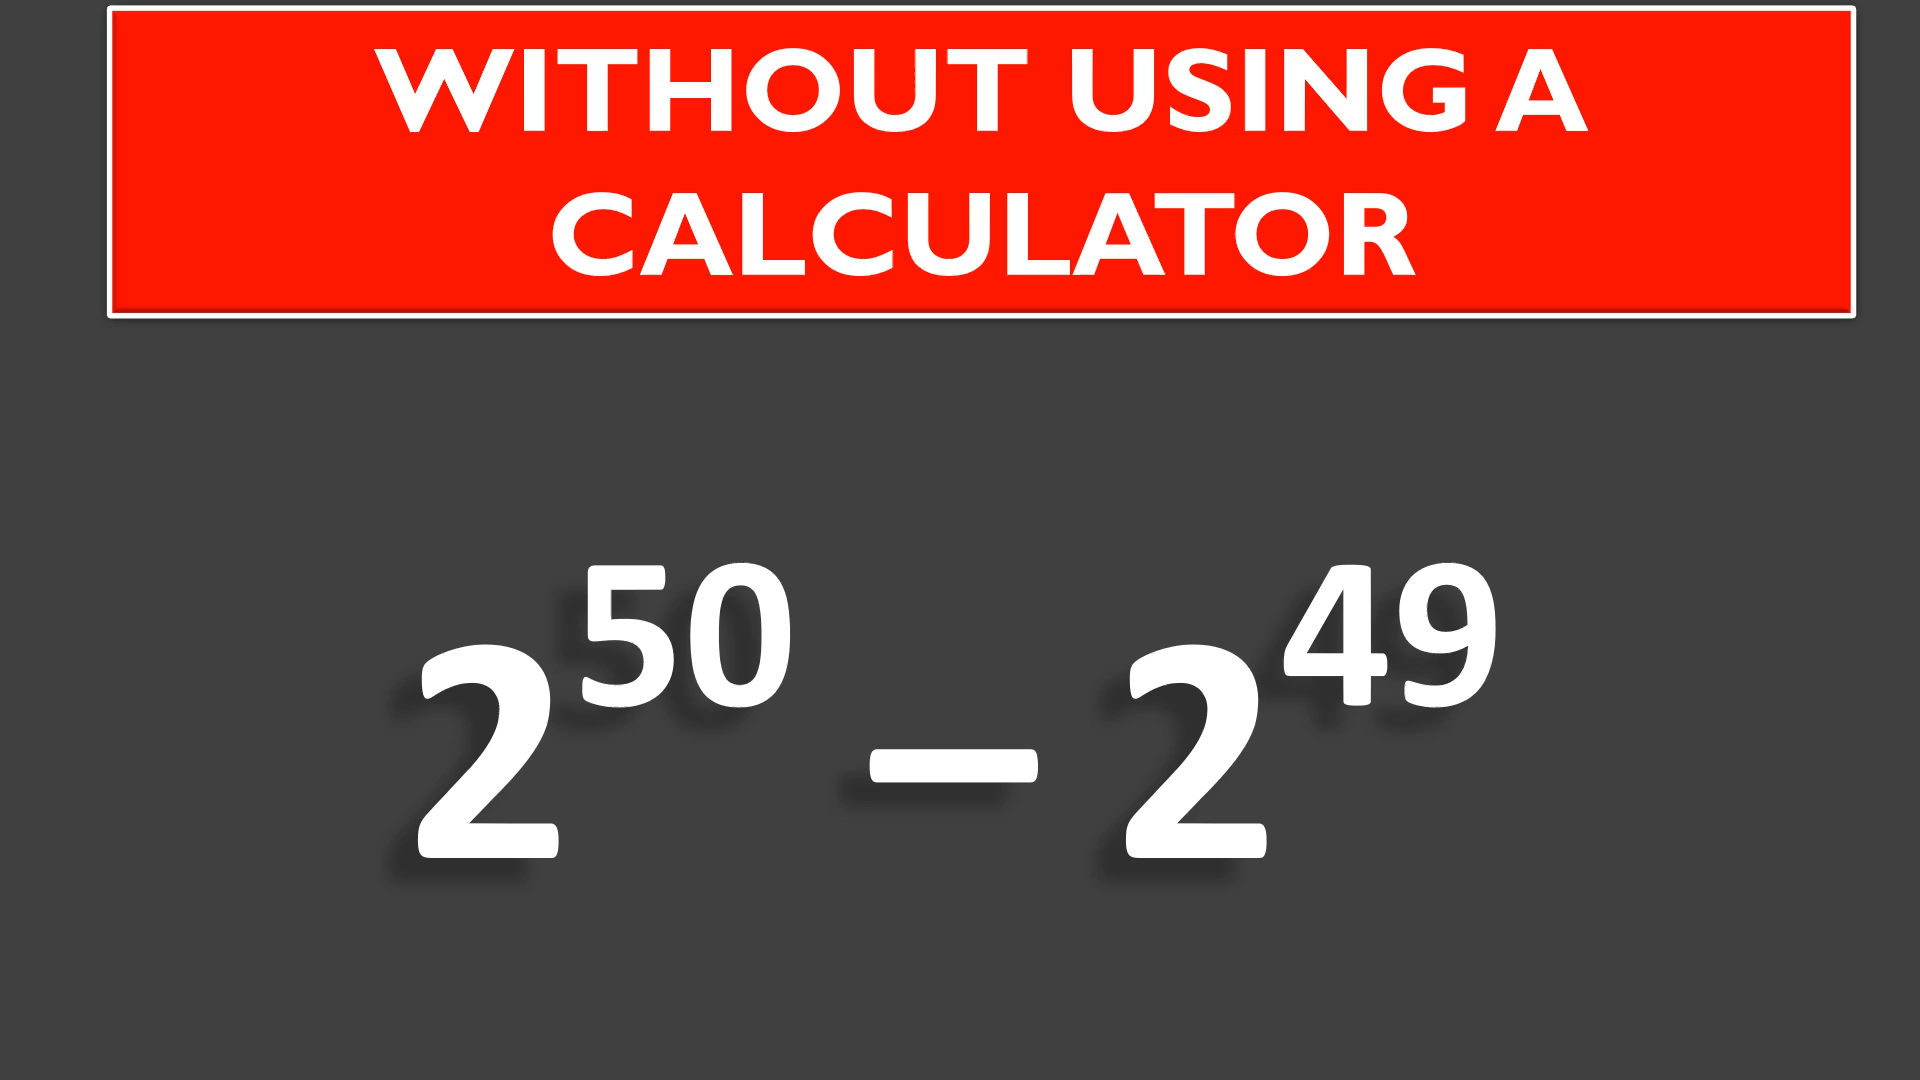 WITHOUT USING A
CALCULATOR
2⁵⁰ – 2⁴⁹